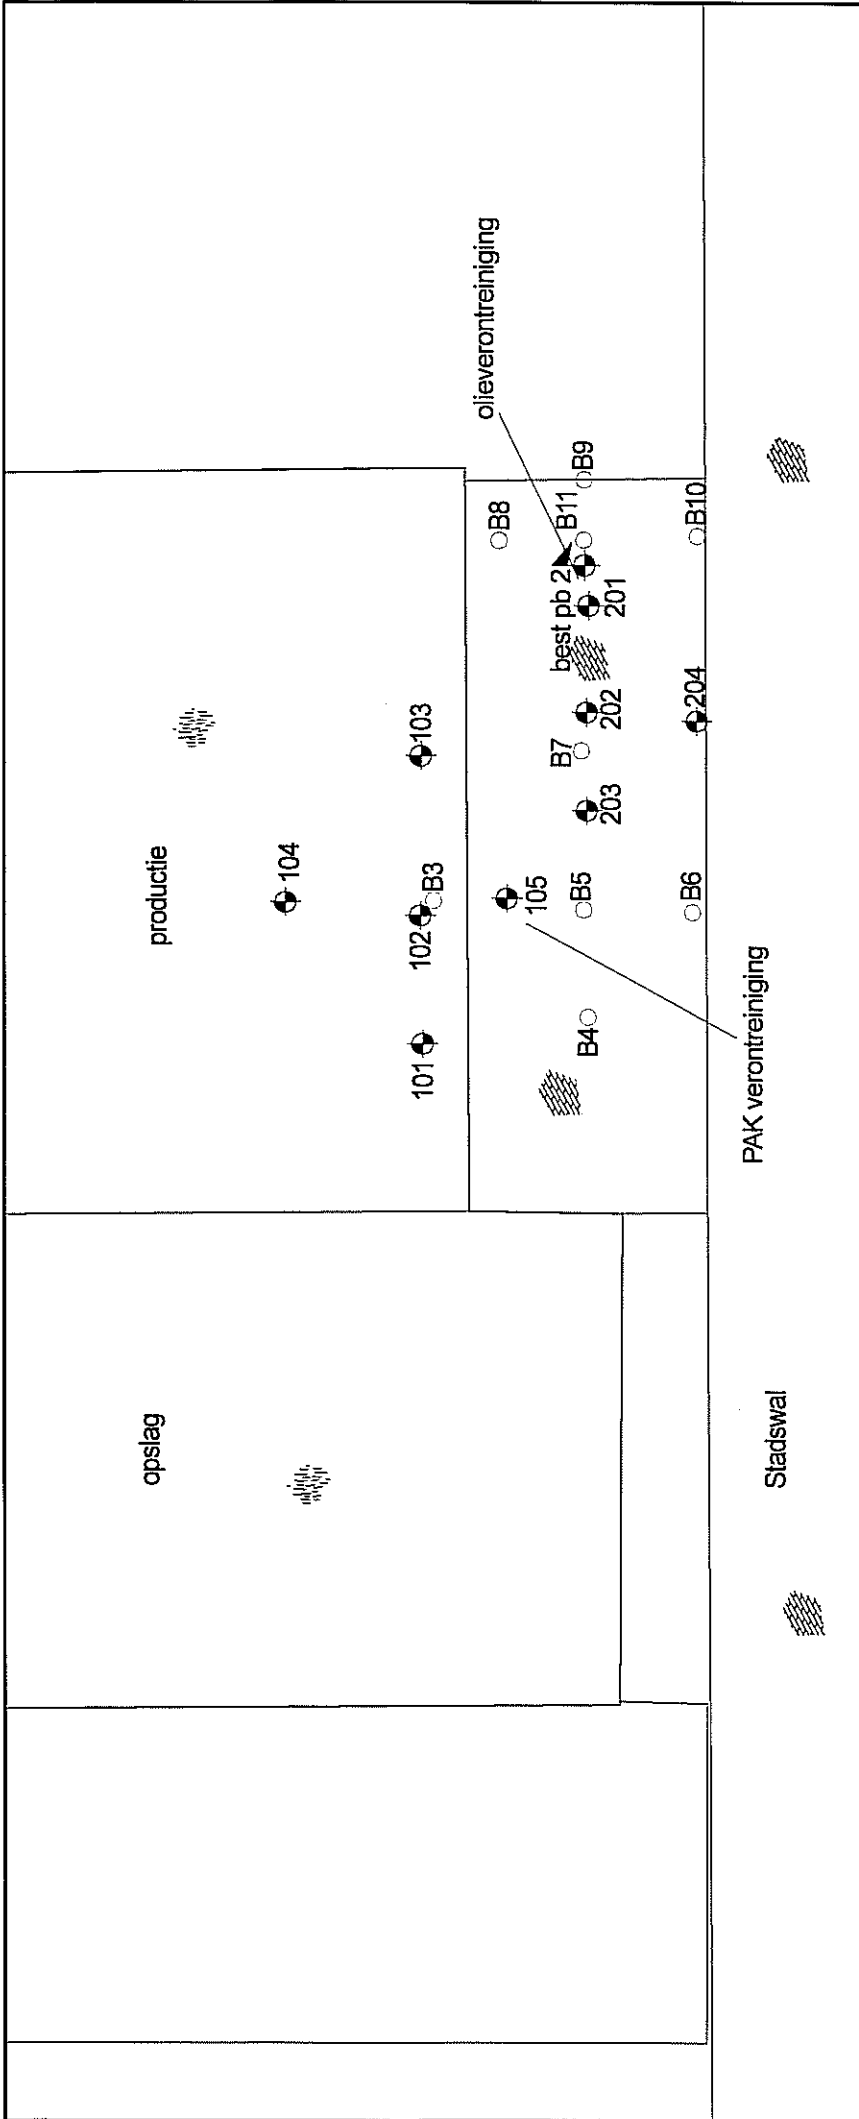 opslag
productie
104
103
102
B3
101
olieverontreiniging
B8
B9
B11
best pb 2
201
202
B7
203
204
B10
105
B5
B6
B4
PAK verontreiniging
Stadswal